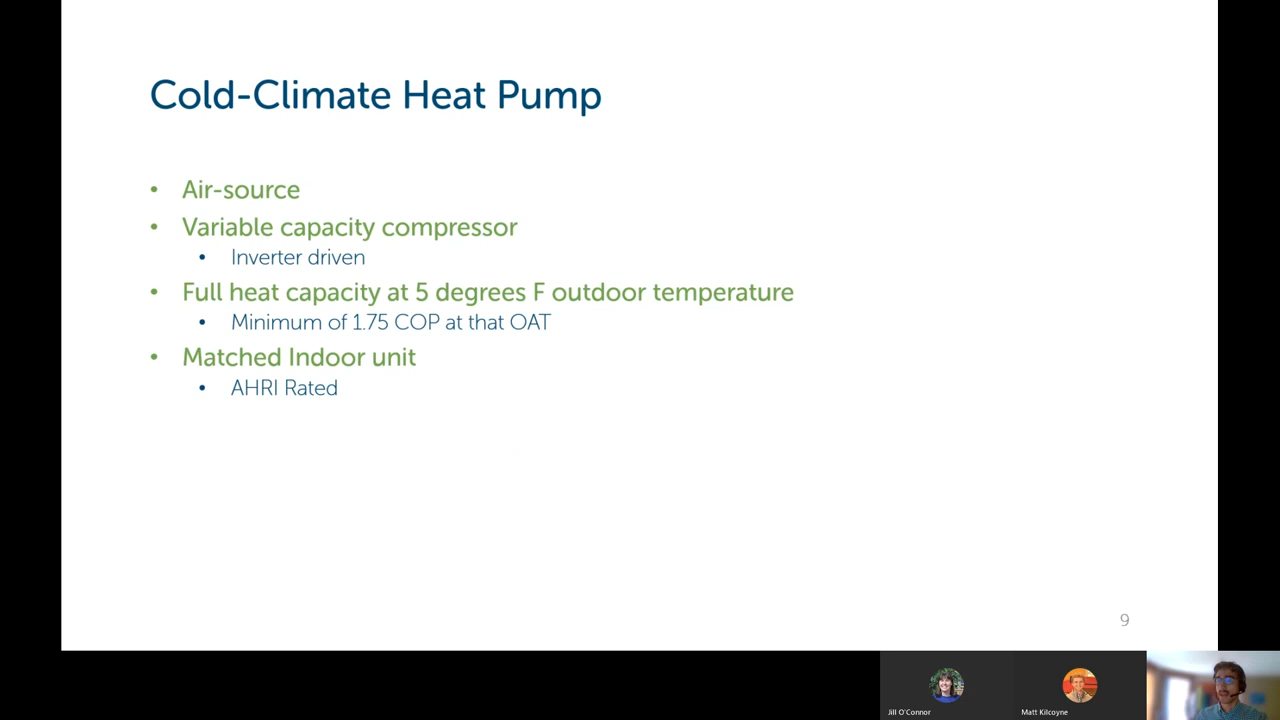 Cold-Climate Heat Pump
• Air-source
• Variable capacity compressor
• Inverter driven
• Full heat capacity at 5 degrees F outdoor temperature
• Minimum of 1.75 COP at that OAT
• Matched Indoor unit
• AHRI Rated
9
Jill O'Connor
Matt Kilcoyne